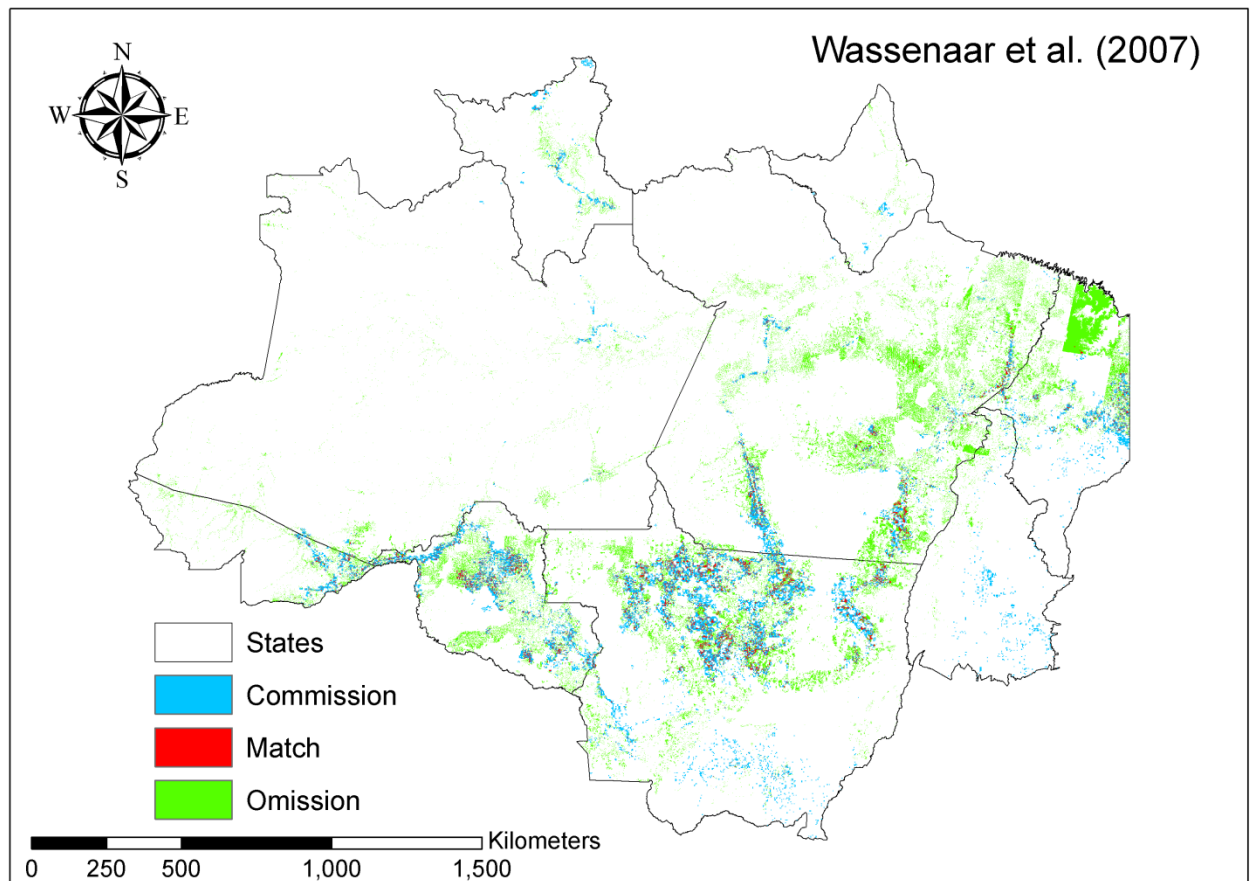 Wassenaar et al. (2007)
N
W E
S
States
Commission
Match
Omission
Kilometers
0 250 500 1,000 1,500